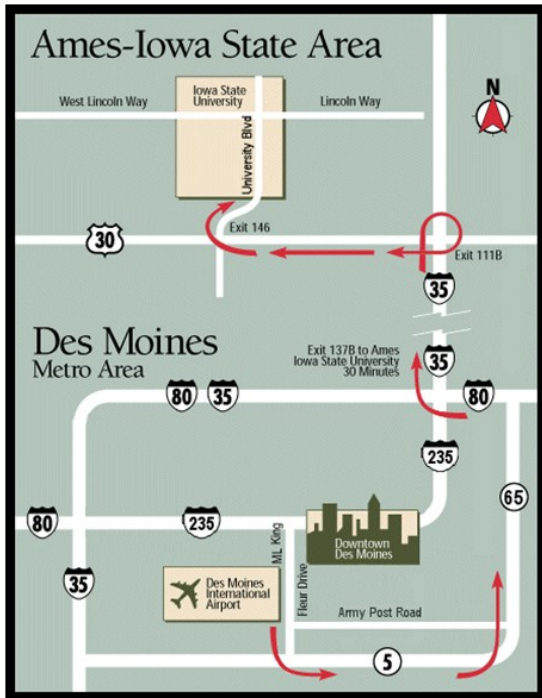 Ames-Iowa State Area
Iowa State
University
N
West Lincoln Way
Lincoln Way
University Blvd
Exit 146
30
Exit 111B
35
Des Moines
Metro Area
Exit 137B to Ames
Iowa State University
30 Minutes
35
80
35
80
235
65
80
235
ML King
Downtown
Des Moines
35
Des Moines
International
Airport
Fleur Drive
Army Post Road
5